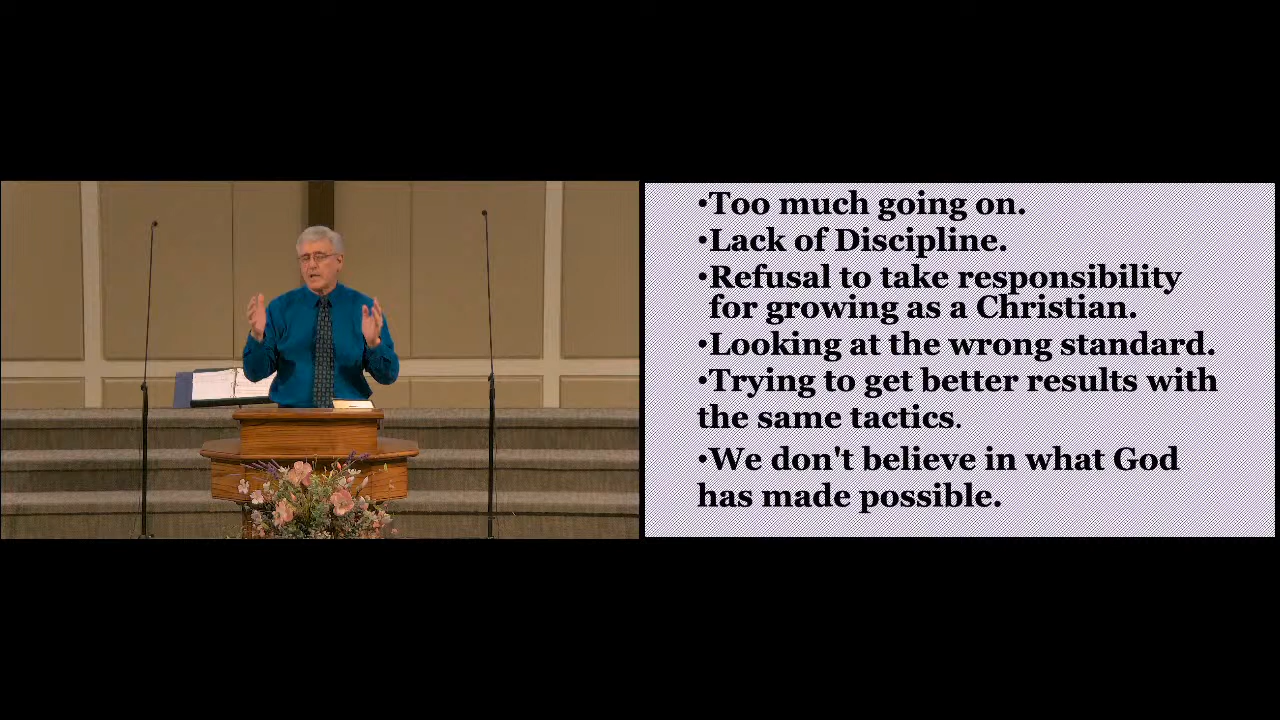 •Too much going on.
•Lack of Discipline.
•Refusal to take responsibility
for growing as a Christian.
•Looking at the wrong standard.
•Trying to get better results with
the same tactics.
•We don't believe in what God
has made possible.